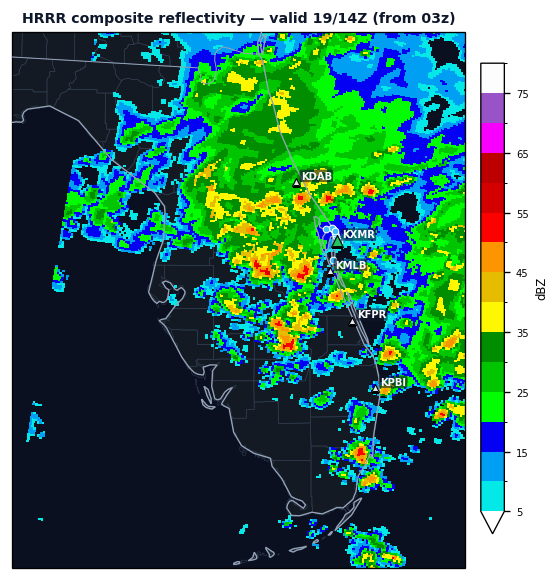 HRRR composite reflectivity — valid 19/14Z (from 03z)
KDAB
KXMR
KMLB
KFPR
KPBI
75
65
55
45
35
25
15
5
dBZ